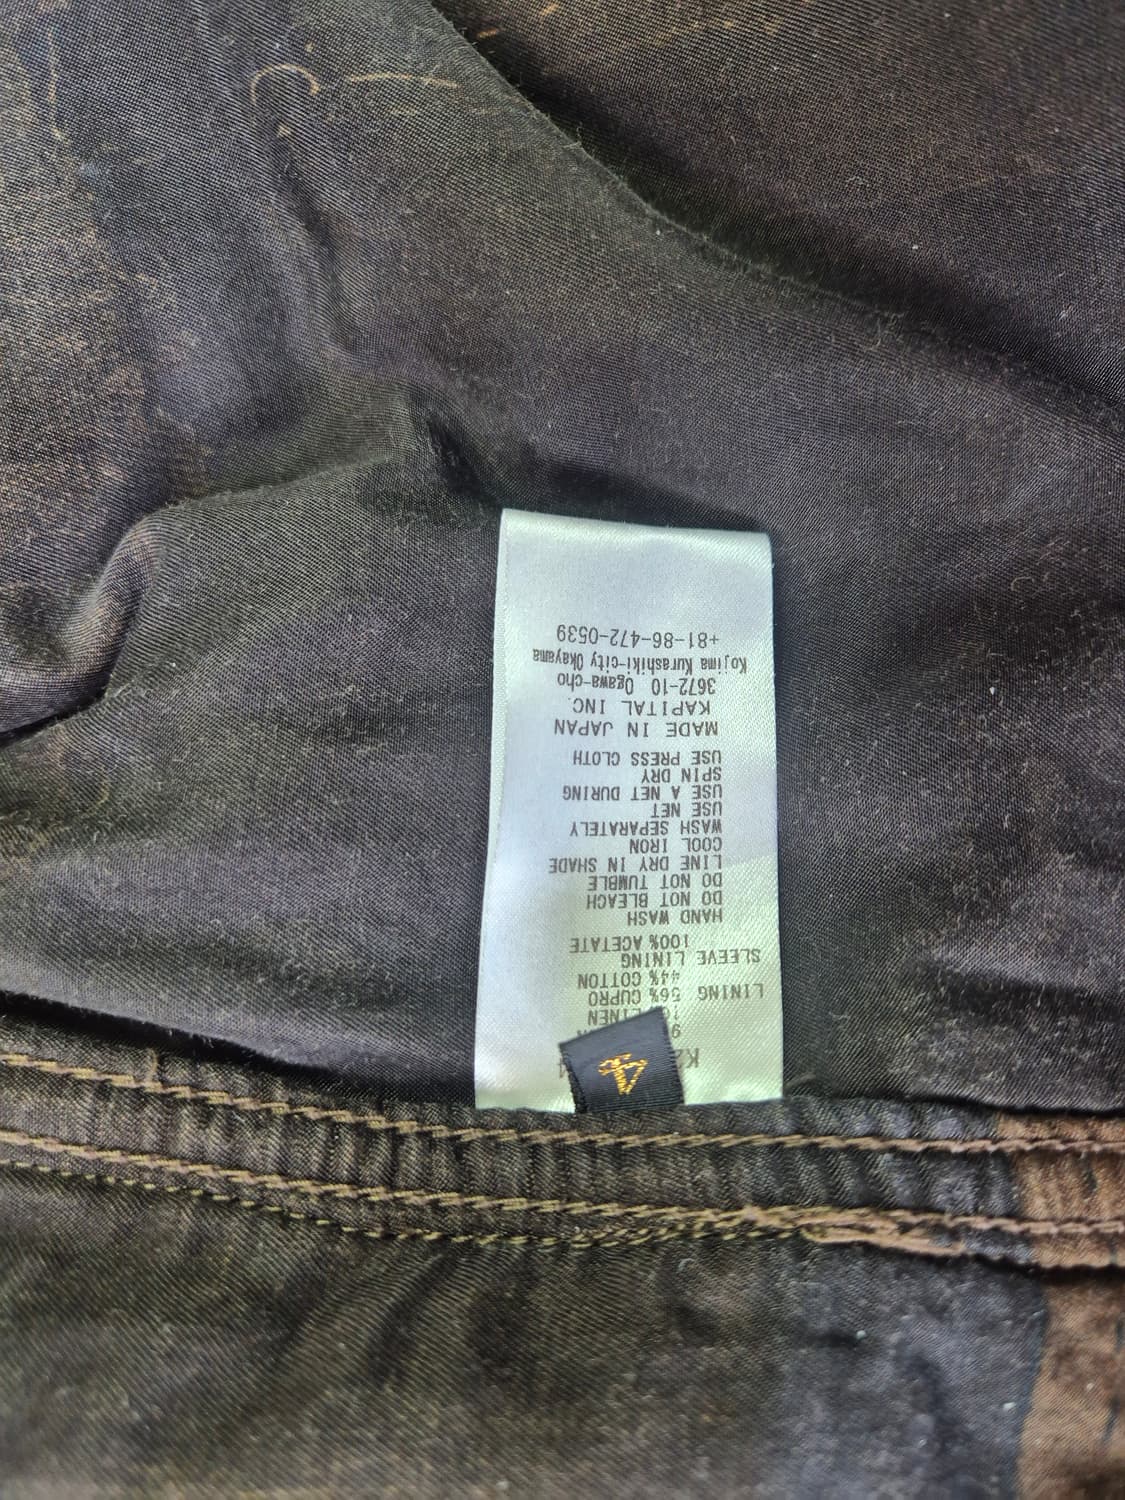 LINING 56% CUPRO
44% COTTON
SLEEVE LINING
100% ACETATE
HAND WASH
DO NOT BLEACH
DO NOT TUMBLE
LINE DRY IN SHADE
COOL IRON
WASH SEPARATELY
USE NET
USE A NET DURING
SPIN DRY
USE PRESS CLOTH
MADE IN JAPAN
KAPITAL INC.
3672-10 Ogawa-cho
Kojima Kurashiki-city Okayama
+81-86-472-0539